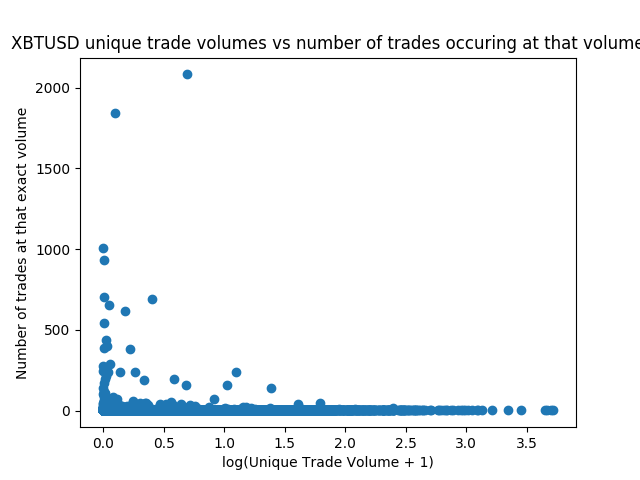 XBTUSD unique trade volumes vs number of trades occuring at that volume
Number of trades at that exact volume
2000
1500
1000
500
0
0.0 0.5 1.0 1.5 2.0 2.5 3.0 3.5
log(Unique Trade Volume + 1)